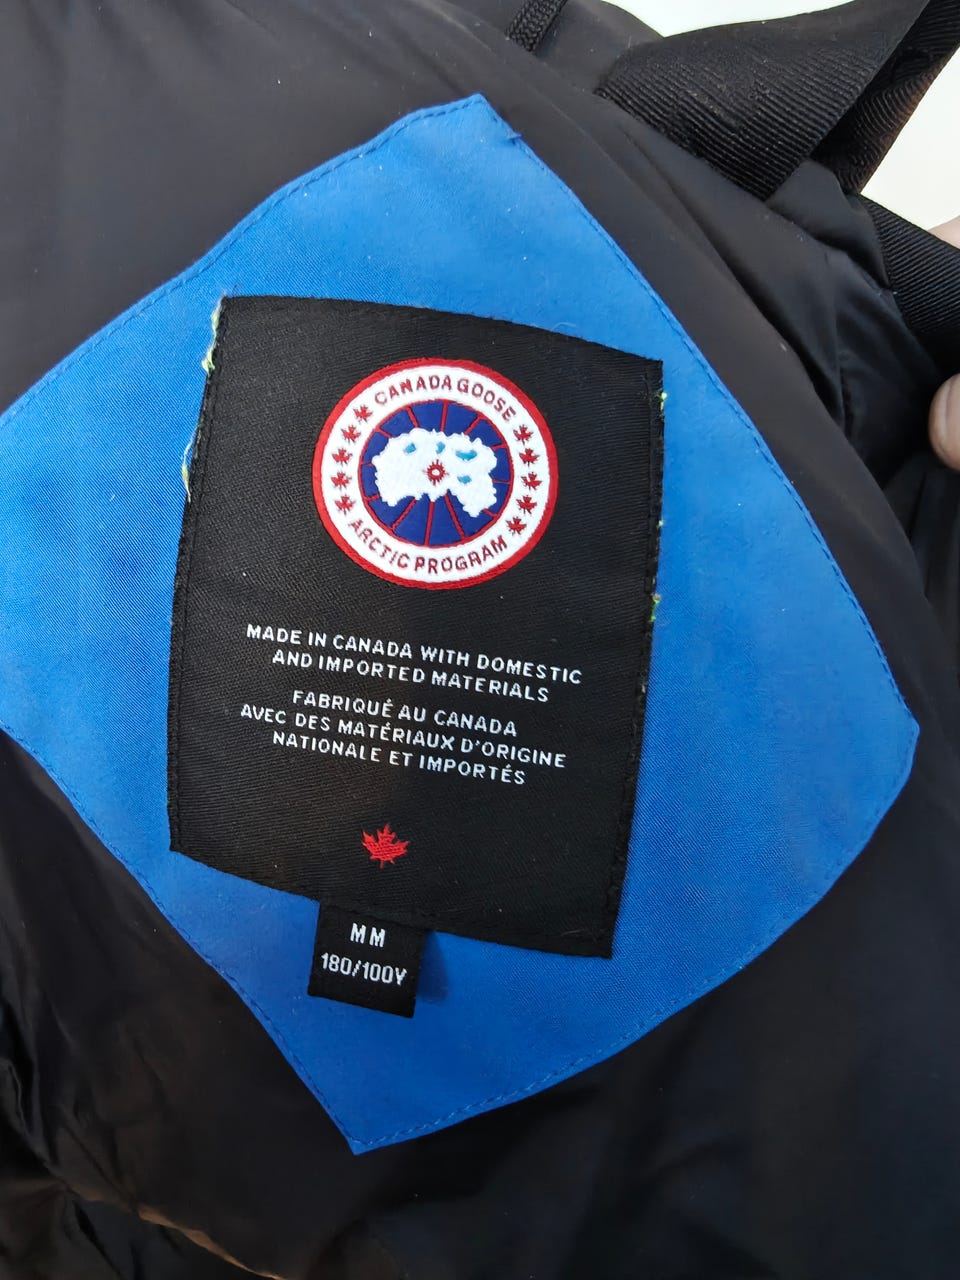 CANADA GOOSE
ARCTIC PROGRAM
MADE IN CANADA WITH DOMESTIC
AND IMPORTED MATERIALS
FABRIQUÉ AU CANADA
AVEC DES MATÉRIAUX D'ORIGINE
NATIONALE ET IMPORTÉS
MM
180/100Y